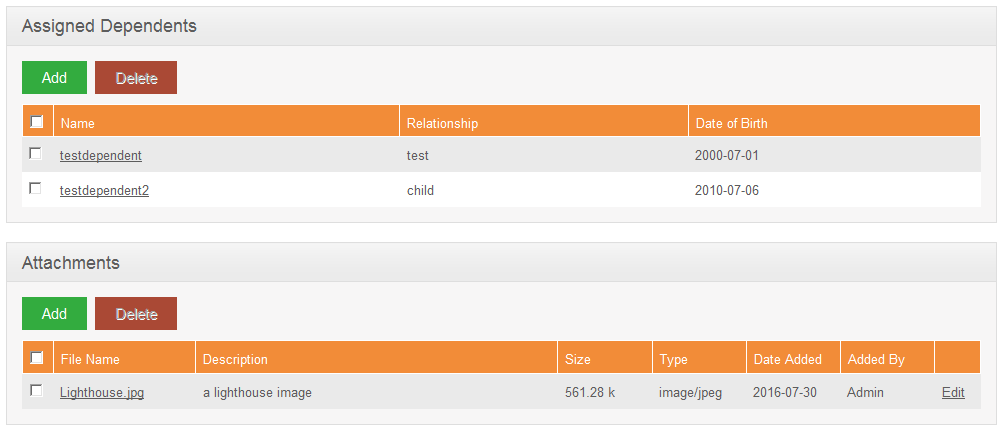 Assigned Dependents
Add Delete
Name Relationship Date of Birth
testdependent test 2000-07-01
testdependent2 child 2010-07-06
Attachments
Add Delete
File Name Description Size Type Date Added Added By
Lighthouse.jpg a lighthouse image 561.28 k image/jpeg 2016-07-30 Admin Edit